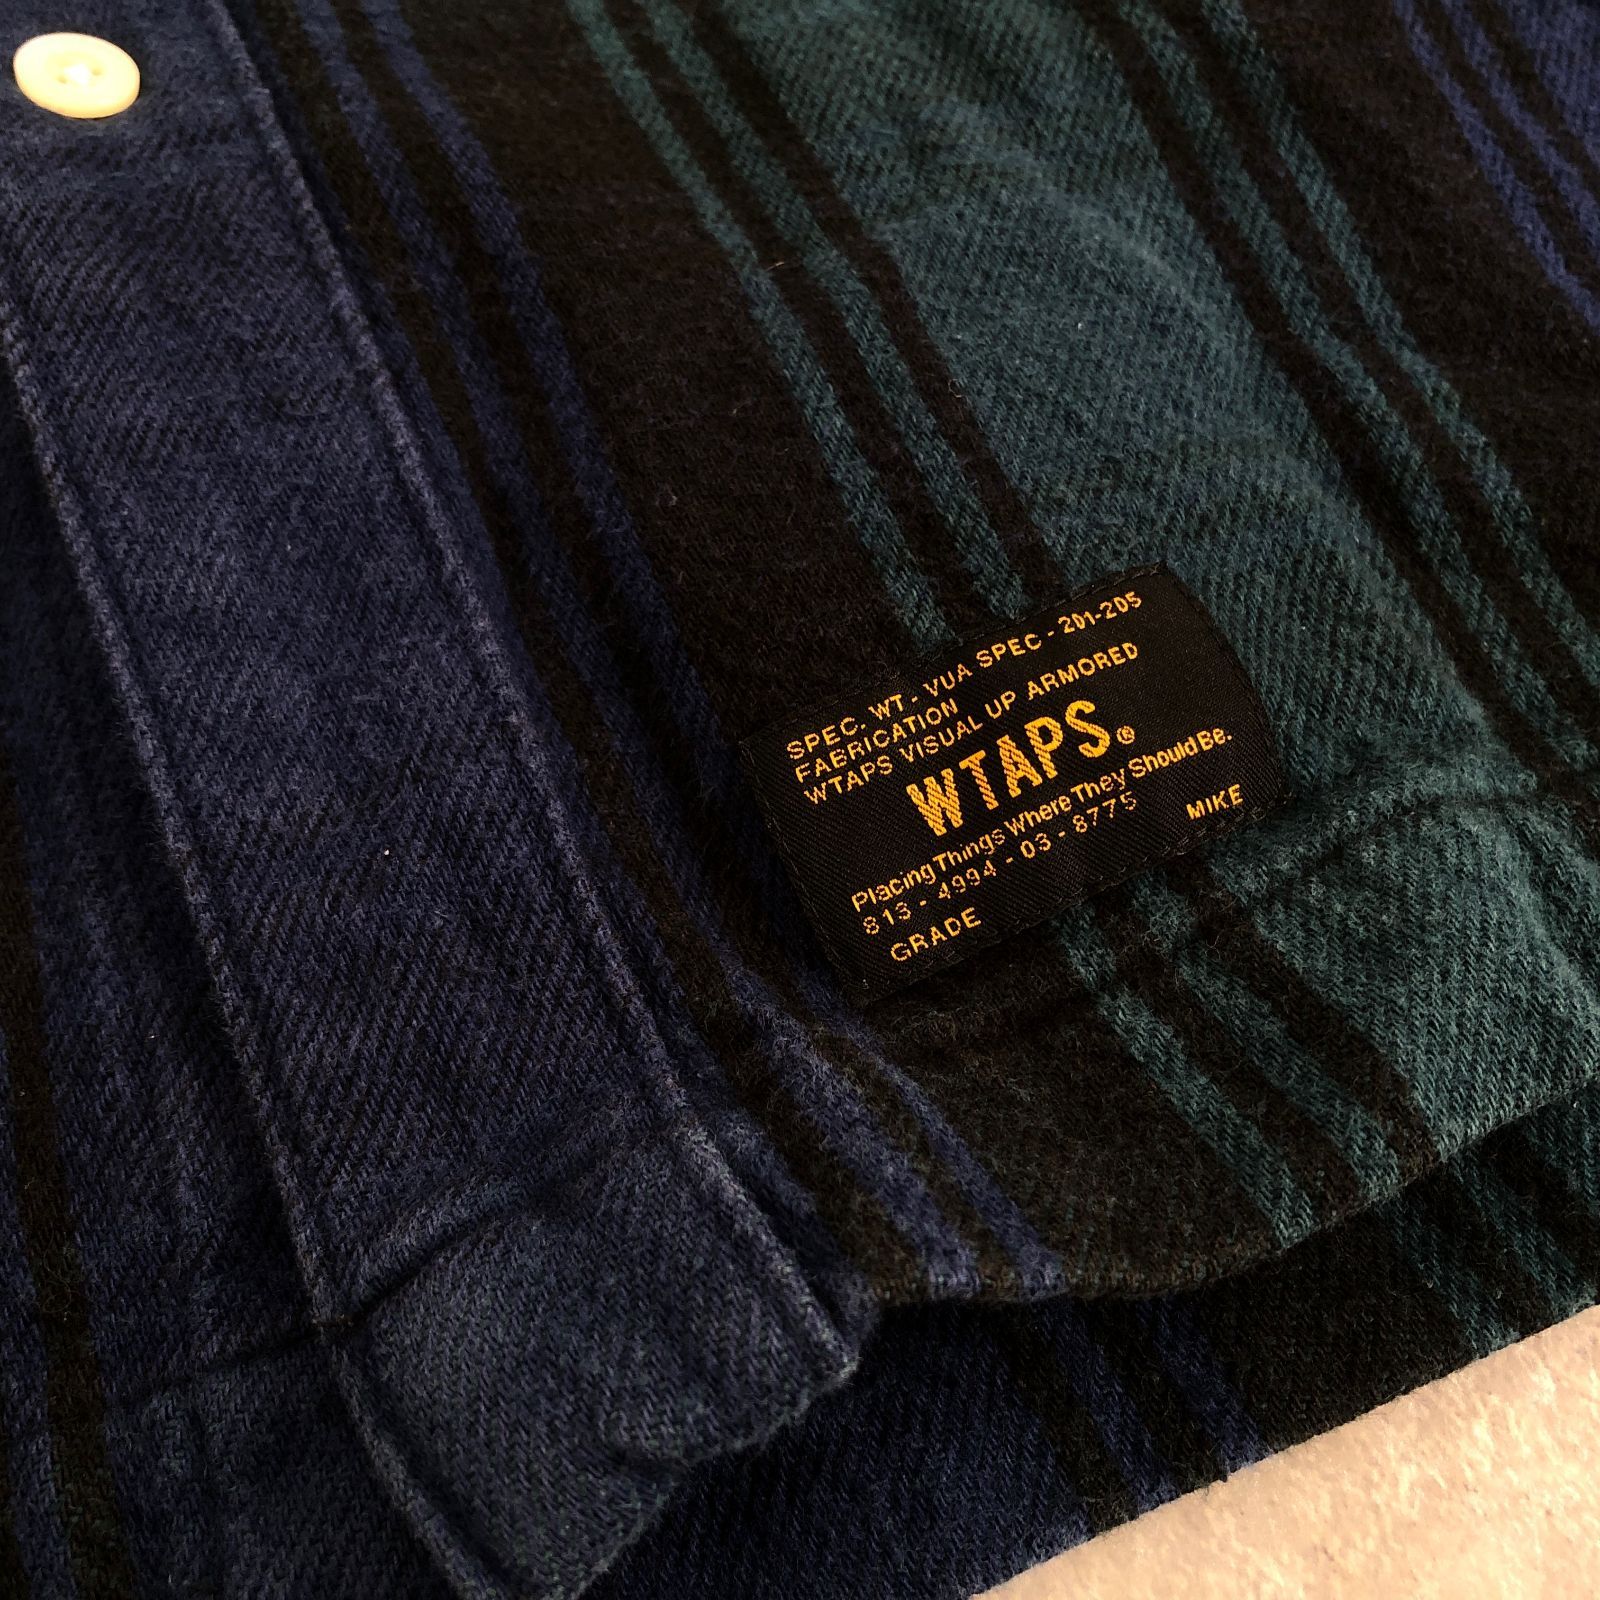 SPEC. WT.- VUA SPEC - 201-205
FABRICATION
WTAPS VISUAL UP ARMORED
WTAPS®
Placing Things Where They Should Be.
813 - 4994 - 03 - 8775
GRADE MIKE